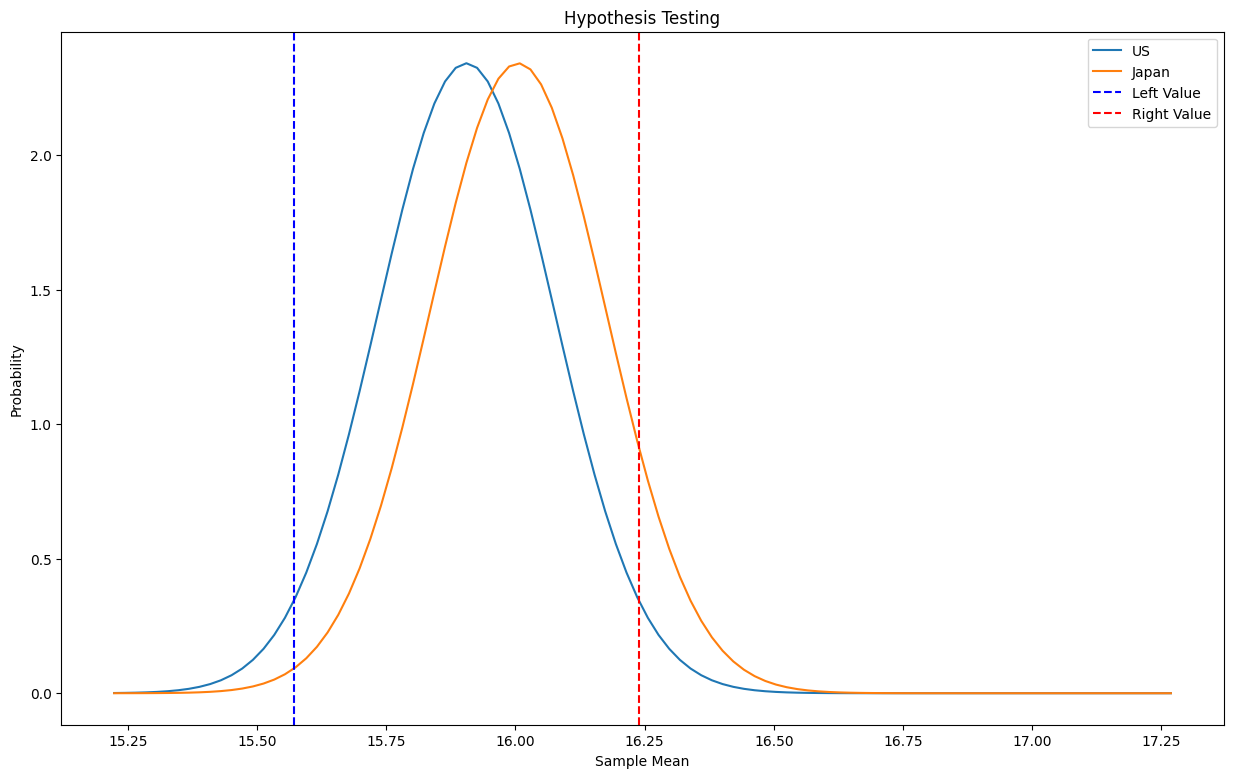 Hypothesis Testing
US
Japan
Left Value
Right Value
Probability
2.0
1.5
1.0
0.5
0.0
15.25 15.50 15.75 16.00 16.25 16.50 16.75 17.00 17.25
Sample Mean